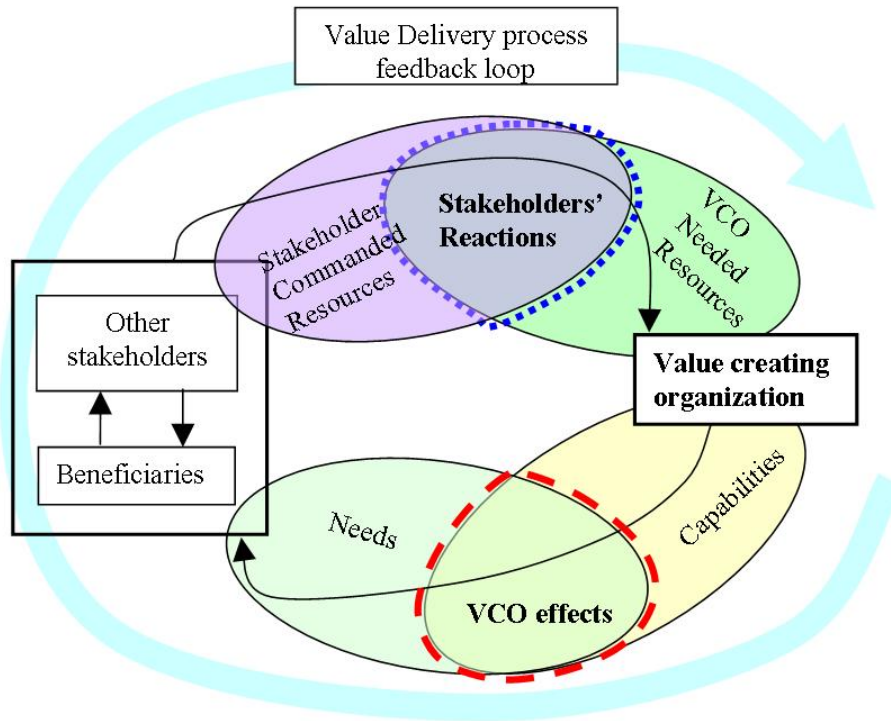 Value Delivery process
feedback loop
Stakeholder
Commanded
Resources
Stakeholders’
Reactions
VCO
Needed
Resources
Other
stakeholders
Beneficiaries
Value creating
organization
Needs
Capabilities
VCO effects